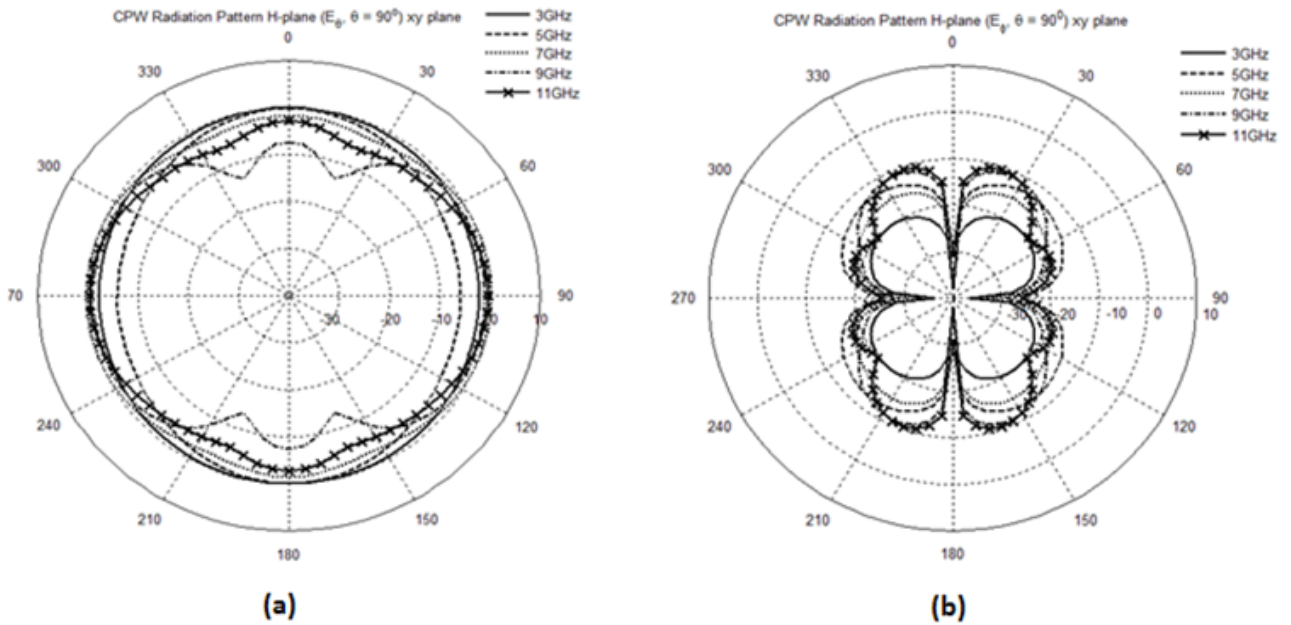 CPW Radiation Pattern H-plane (Eθ, θ = 90⁰) xy plane
0
330
30
300
60
70
90
-30
-20
-10
0
10
240
120
210
150
180
3GHz
5GHz
7GHz
9GHz
11GHz
(a)
CPW Radiation Pattern H-plane (Eϕ, θ = 90⁰) xy plane
0
330
30
300
60
270
90
-30
-20
-10
0
10
240
120
210
150
180
3GHz
5GHz
7GHz
9GHz
11GHz
(b)